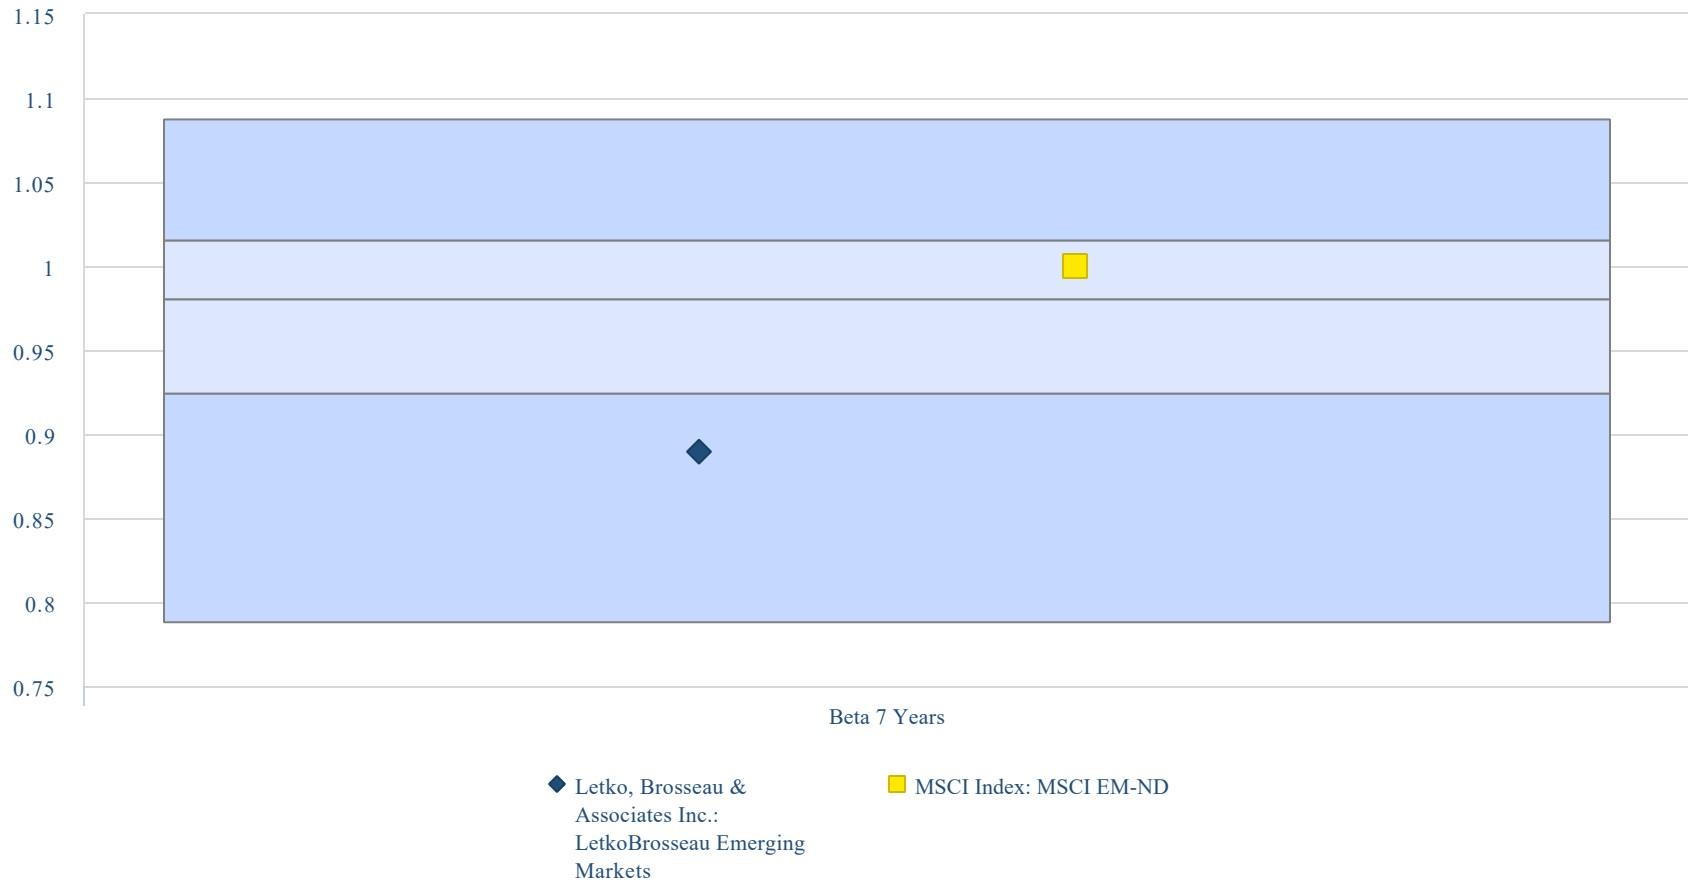 1.15
1.1
1.05
1
0.95
0.9
0.85
0.8
0.75
Beta 7 Years
Letko, Brosseau &
Associates Inc.:
LetkoBrosseau Emerging
Markets
MSCI Index: MSCI EM-ND